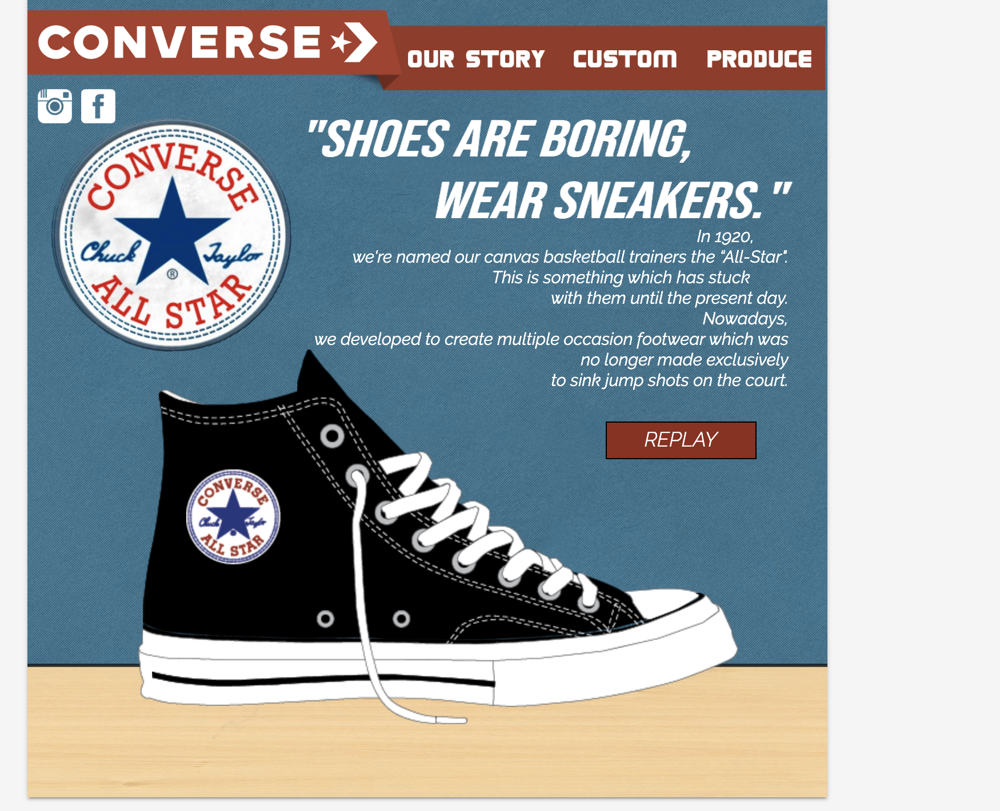 CONVERSE
OUR STORY CUSTOM PRODUCE
f
CONVERSE
Chuck Taylor
®
ALL STAR
"SHOES ARE BORING,
WEAR SNEAKERS."
In 1920,
we're named our canvas basketball trainers the “All-Star”.
This is something which has stuck
with them until the present day.
Nowadays,
we developed to create multiple occasion footwear which was
no longer made exclusively
to sink jump shots on the court.
REPLAY
CONVERSE
Chuck Taylor
ALL STAR